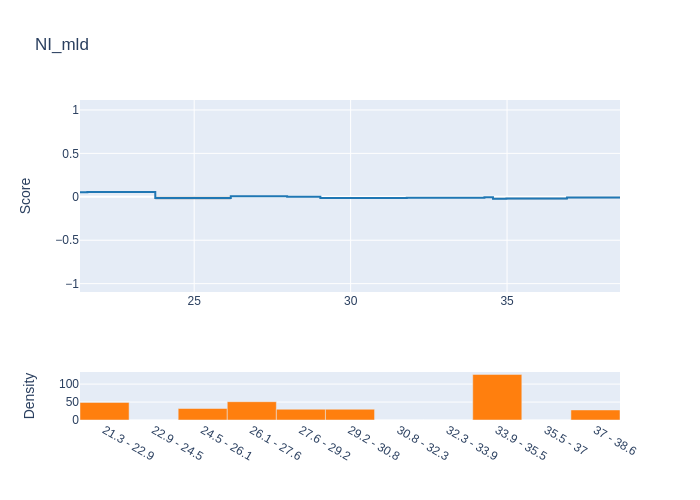 NI_mld
Score
1
0.5
0
−0.5
−1
25
30
35
Density
100
50
0
21.3 - 22.9
22.9 - 24.5
24.5 - 26.1
26.1 - 27.6
27.6 - 29.2
29.2 - 30.8
30.8 - 32.3
32.3 - 33.9
33.9 - 35.5
35.5 - 37
37 - 38.6